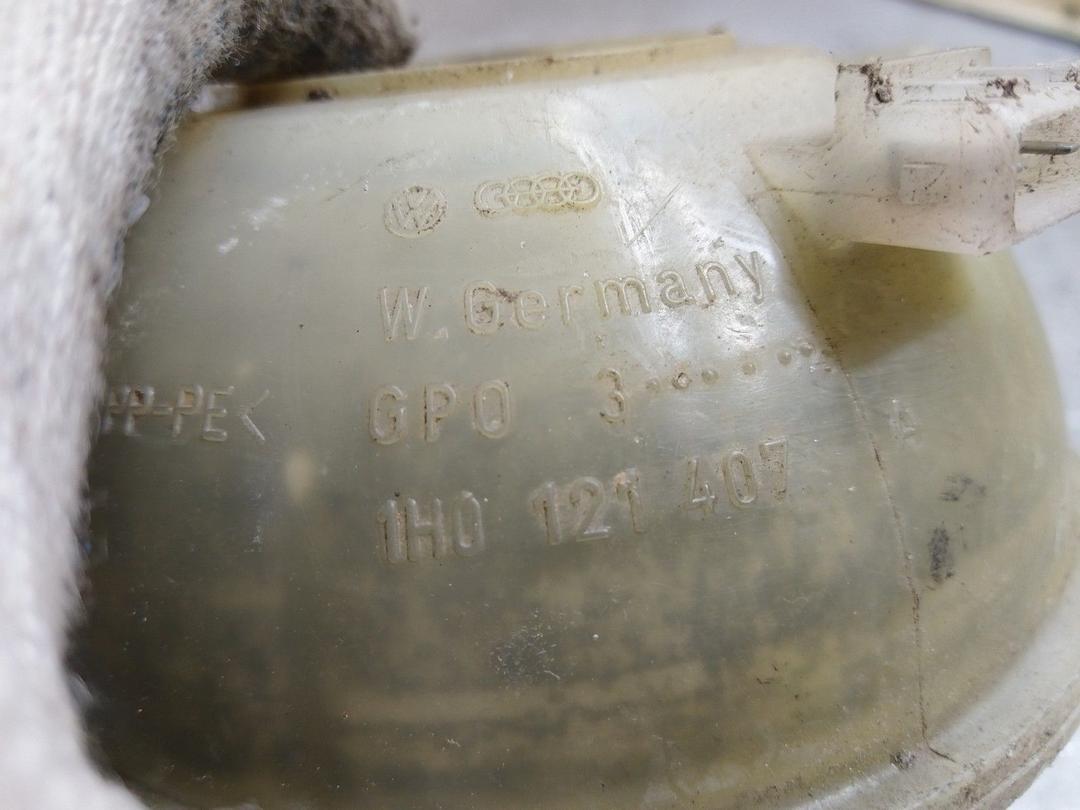 W. Germany
PP-PE<
GPO 3
1H0 121 407
A